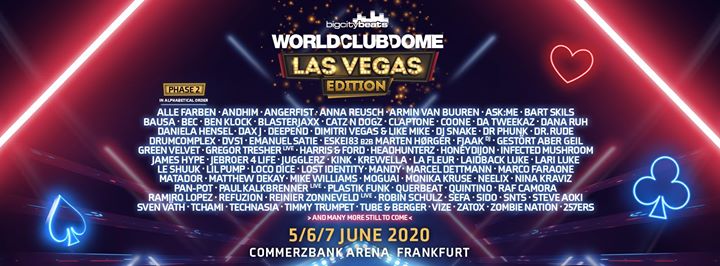 bigcitybeats
WORLDCLUBDOME
LAS VEGAS
EDITION
PHASE 2
IN ALPHABETICAL ORDER
ALLE FARBEN · ANDHIM · ANGERFIST · ANNA REUSCH · ARMIN VAN BUUREN · ASK:ME · BART SKILS
BAUSA · BEC · BEN KLOCK · BLASTERJAXX · CATZ N DOGZ · CLAPTONE · COONE · DA TWEEKAZ · DANA RUH
DANIELA HENSEL · DAX J · DEEPEND · DIMITRI VEGAS & LIKE MIKE · DJ SNAKE · DR PHUNK · DR. RUDE
DRUMCOMPLEX · DVS1 · EMANUEL SATIE · ESKEI83 B2B MARTEN HØRGER · FJAAK DJ · GESTÖRT ABER GEIL
GREEN VELVET · GREGOR TRESHER LIVE · HARRIS & FORD · HEADHUNTERZ · HONEYDIJON · INFECTED MUSHROOM
JAMES HYPE · JEBROER 4 LIFE · JUGGLERZ · KINK · KREWELLA · LA FLEUR · LAIDBACK LUKE · LARI LUKE
LE SHUUK · LIL PUMP · LOCO DICE · LOST IDENTITY · MANDY · MARCEL DETTMANN · MARCO FARAONE
MATADOR · MATTHEW DEKAY · MIKE WILLIAMS · MOGUAI · MONIKA KRUSE · NEELIX · NINA KRAVIZ
PAN-POT · PAUL KALKBRENNER LIVE · PLASTIK FUNK · QUERBEAT · QUINTINO · RAF CAMORA
RAMIRO LOPEZ · REFUZION · REINIER ZONNEVELD LIVE · ROBIN SCHULZ · SEFA · SIDO · SNTS · STEVE AOKI
SVEN VÄTH · TCHAMI · TECHNASIA · TIMMY TRUMPET · TUBE & BERGER · VIZE · ZATOX · ZOMBIE NATION · 257ERS
> AND MANY MORE STILL TO COME <
5/6/7 JUNE 2020
COMMERZBANK ARENA, FRANKFURT